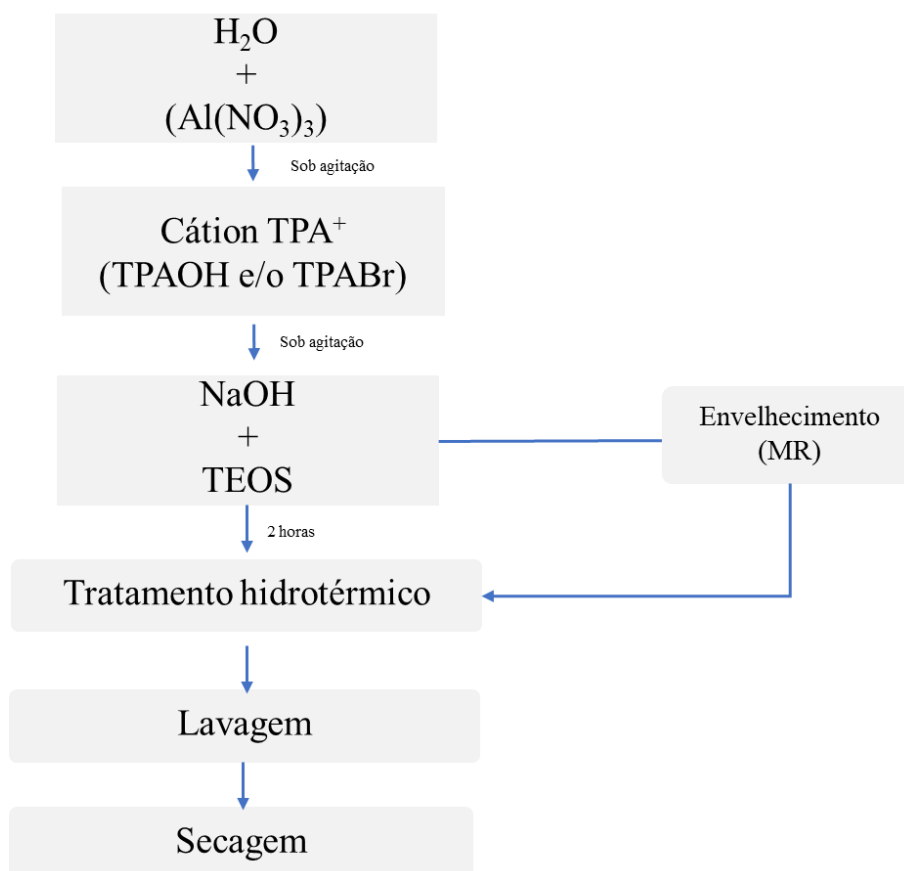 H₂O
+
(Al(NO₃)₃)
Sob agitação
Cátion TPA⁺
(TPAOH e/o TPABr)
Sob agitação
NaOH
+
TEOS
Envelhecimento
(MR)
2 horas
Tratamento hidrotérmico
Lavagem
Secagem